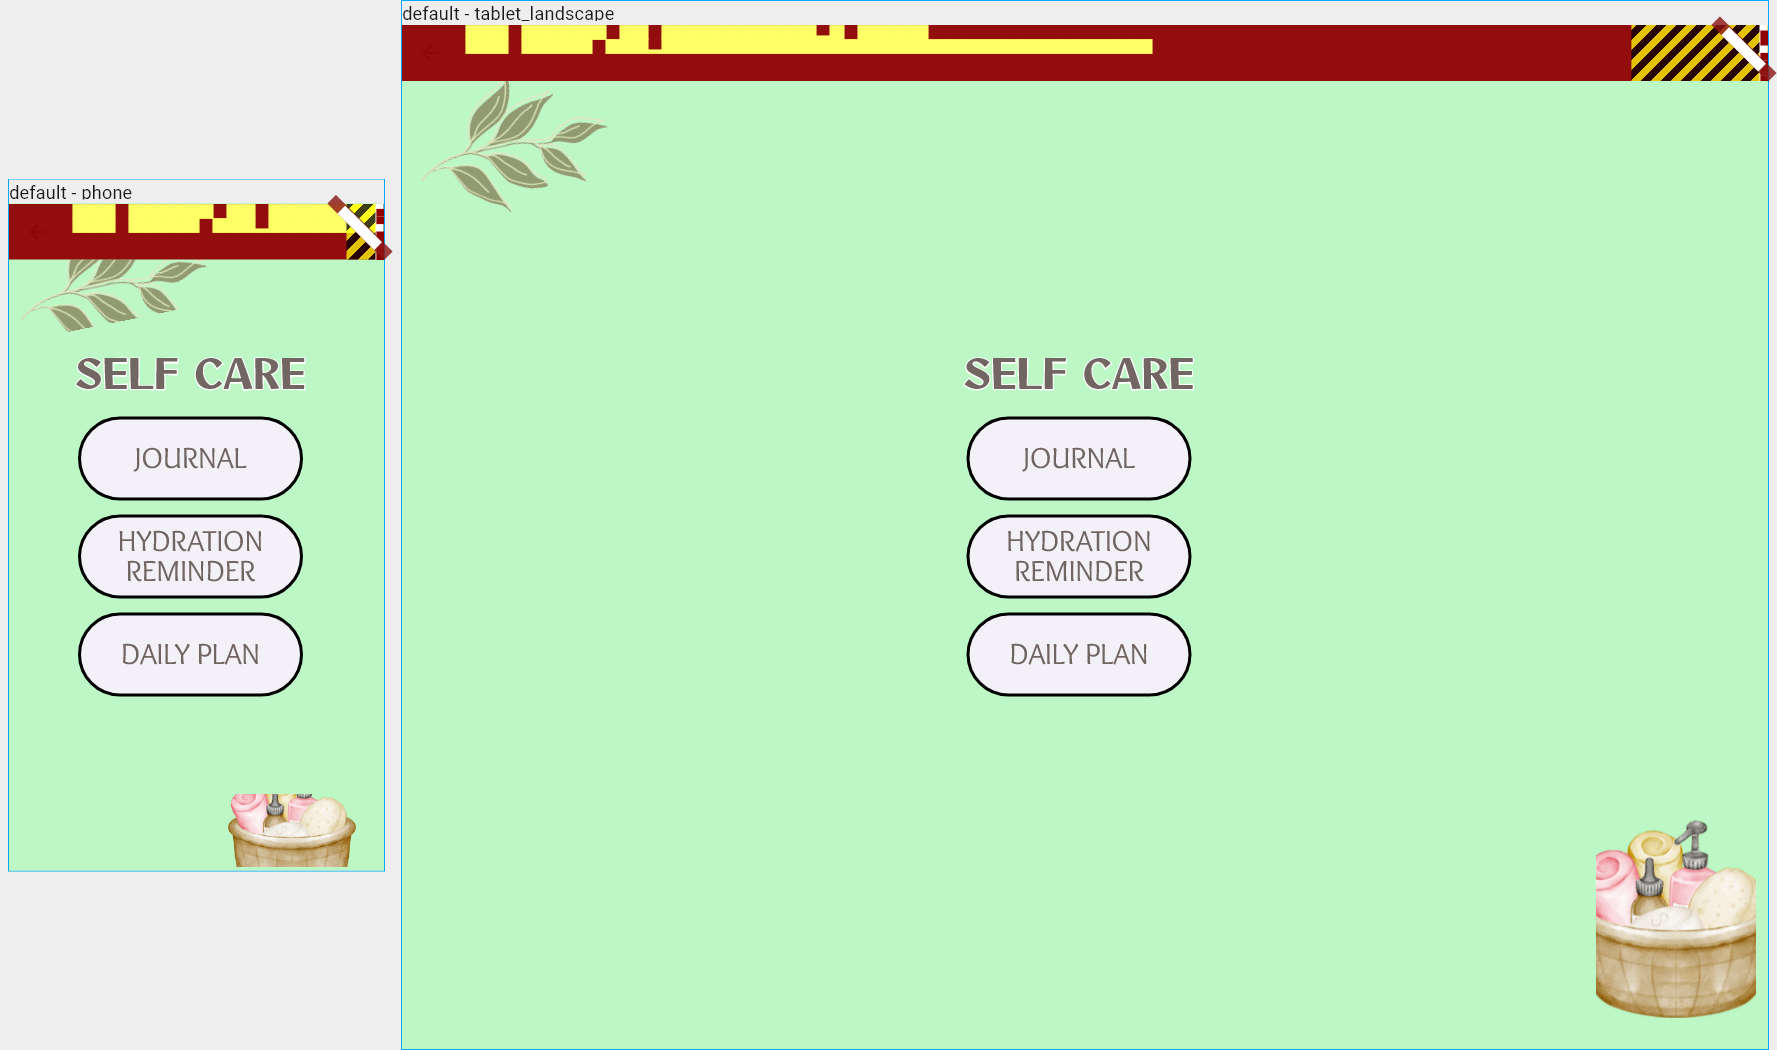 default - tablet_landscape
default - phone
SELF CARE
JOURNAL
HYDRATION
REMINDER
DAILY PLAN
SELF CARE
JOURNAL
HYDRATION
REMINDER
DAILY PLAN